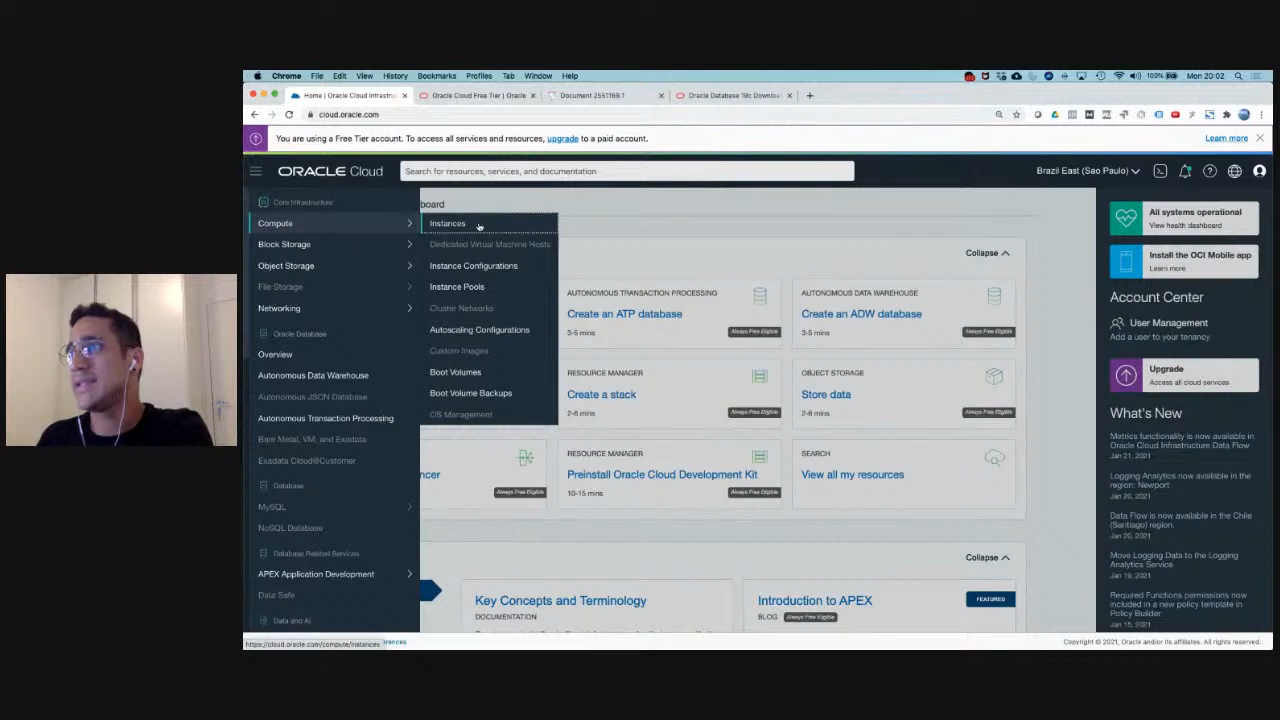 Chrome File Edit View History Bookmarks Profiles Tab Window Help
100%
Mon 20:02
Home | Oracle Cloud Infrastruc
Oracle Cloud Free Tier | Oracle
Document 2551169.1
Oracle Database 19c Downloa
cloud.oracle.com
You are using a Free Tier account. To access all services and resources, upgrade to a paid account.
Learn more
ORACLE Cloud
Search for resources, services, and documentation
Brazil East (Sao Paulo)
Core Infrastructure
Compute
Block Storage
Object Storage
File Storage
Networking
Oracle Database
Overview
Autonomous Data Warehouse
Autonomous JSON Database
Autonomous Transaction Processing
Bare Metal, VM, and Exadata
Exadata Cloud@Customer
Database
MySQL
NoSQL Database
Database Related Services
APEX Application Development
Data Safe
Data and AI
https://cloud.oracle.com/compute/instances
Instances
Dedicated Virtual Machine Hosts
Instance Configurations
Instance Pools
Cluster Networks
Autoscaling Configurations
Custom Images
Boot Volumes
Boot Volume Backups
OS Management
board
Collapse
AUTONOMOUS TRANSACTION PROCESSING
Create an ATP database
3-5 mins
Always Free Eligible
AUTONOMOUS DATA WAREHOUSE
Create an ADW database
3-5 mins
Always Free Eligible
RESOURCE MANAGER
Create a stack
2-6 mins
Always Free Eligible
OBJECT STORAGE
Store data
2-6 mins
Always Free Eligible
ncer
Always Free Eligible
RESOURCE MANAGER
Preinstall Oracle Cloud Development Kit
10-15 mins
Always Free Eligible
SEARCH
View all my resources
Collapse
Key Concepts and Terminology
DOCUMENTATION
Introduction to APEX
BLOG Always Free Eligible
FEATURED
All systems operational
View health dashboard
Install the OCI Mobile app
Learn more
Account Center
User Management
Add a user to your tenancy
Upgrade
Access all cloud services
What's New
Metrics functionality is now available in
Oracle Cloud Infrastructure Data Flow
Jan 21, 2021
Logging Analytics now available in the
region: Newport
Jan 20, 2021
Data Flow is now available in the Chile
(Santiago) region.
Jan 20, 2021
Move Logging Data to the Logging
Analytics Service
Jan 19, 2021
Required Functions permissions now
included in a new policy template in
Policy Builder
Jan 15, 2021
erences
Copyright © 2021, Oracle and/or its affiliates. All rights reserved.